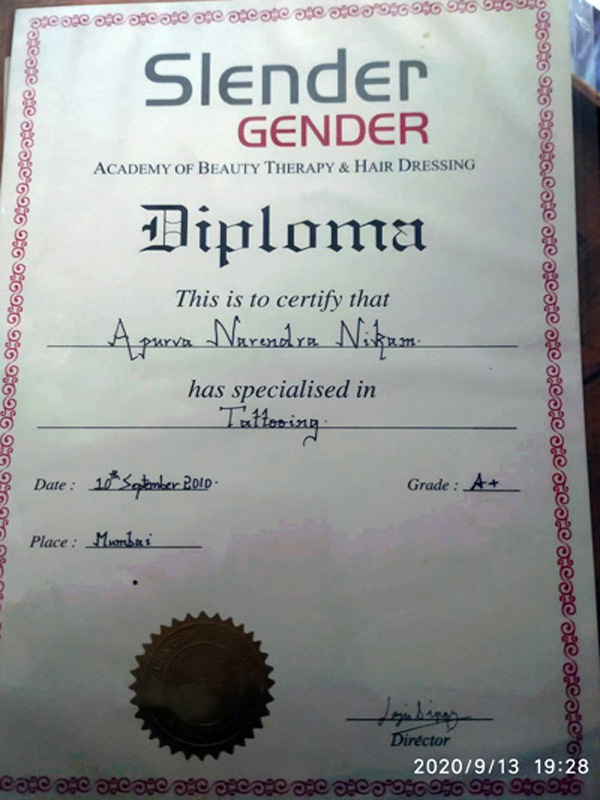 Slender
GENDER
ACADEMY OF BEAUTY THERAPY & HAIR DRESSING
Diploma
This is to certify that
Apurva Narendra Nikam.
has specialised in
Tattooing.
Date : 10th September 2010.
Grade : A+
Place : Mumbai
Director
2020/9/13 19:28